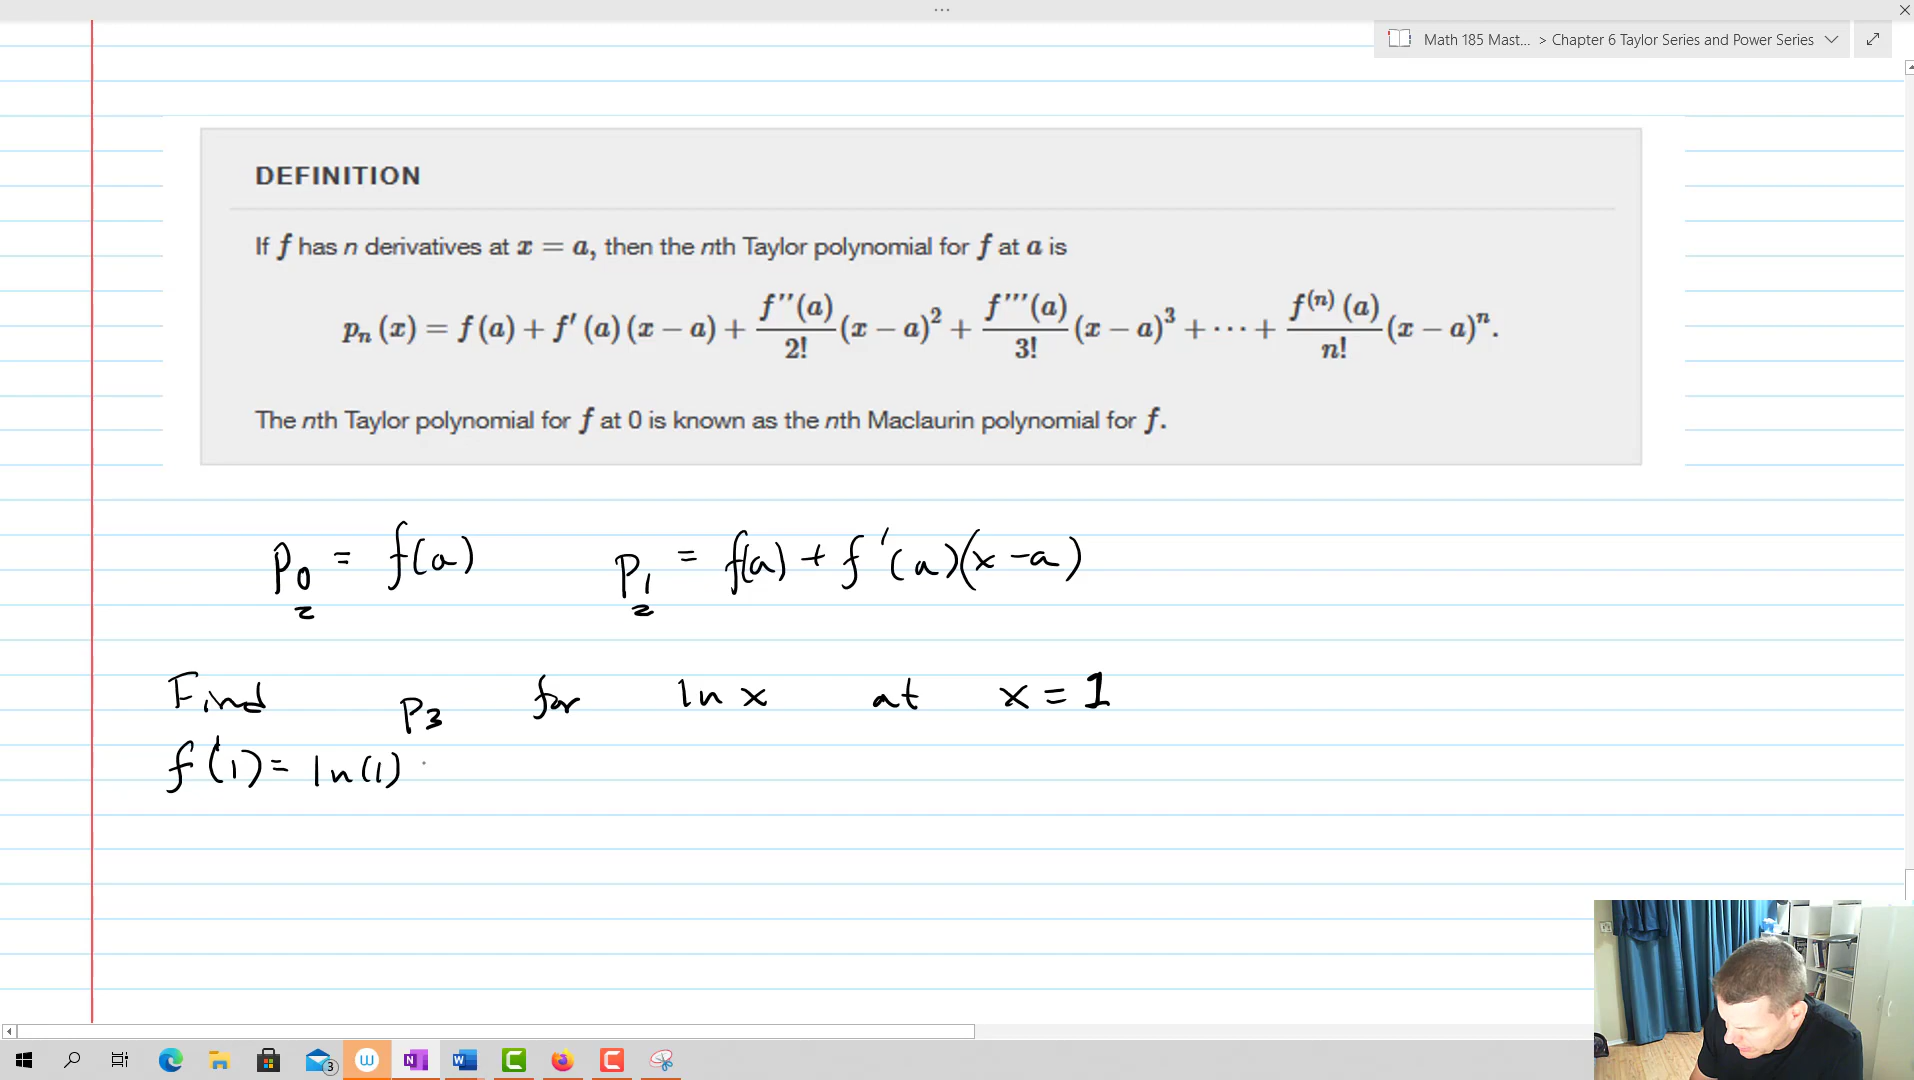 Math 185 Mast... > Chapter 6 Taylor Series and Power Series
DEFINITION
If f has n derivatives at x = a, then the nth Taylor polynomial for f at a is
pₙ (x) = f (a) + f′ (a) (x − a) + f′′(a)/2! (x − a)² + f′′′(a)/3! (x − a)³ + ··· + f⁽ⁿ⁾ (a)/n! (x − a)ⁿ.
The nth Taylor polynomial for f at 0 is known as the nth Maclaurin polynomial for f.
p₀ = f(a) p₁ = f(a) + f′(a)(x − a)
Find p₃ for ln x at x = 1
f(1) = ln(1)
3